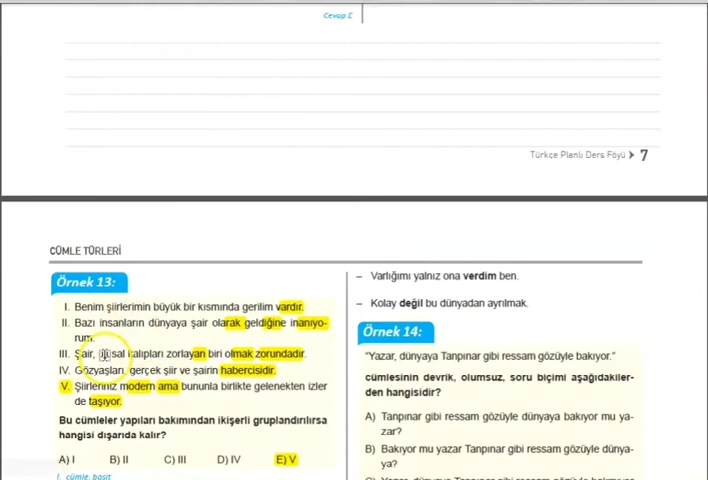 Cevap E
Türkçe Planlı Ders Föyü 7
CÜMLE TÜRLERİ
Örnek 13:
I. Benim şiirlerimin büyük bir kısmında gerilim vardır.
II. Bazı insanların dünyaya şair olarak geldiğine inanıyo-
rum.
III. Şair, kalıpları zorlayan biri olmak zorundadır.
IV. Gözyaşları, gerçek şiir ve şairin habercisidir.
V. Şiirleriniz modern ama bununla birlikte gelenekten izler
de taşıyor.
Bu cümleler yapıları bakımından ikişerli gruplandırılırsa
hangisi dışarıda kalır?
A) I B) II C) III D) IV E) V
I. cümle, basit
– Varlığımı yalnız ona verdim ben.
– Kolay değil bu dünyadan ayrılmak.
Örnek 14:
"Yazar, dünyaya Tanpınar gibi ressam gözüyle bakıyor."
cümlesinin devrik, olumsuz, soru biçimi aşağıdakiler-
den hangisidir?
A) Tanpınar gibi ressam gözüyle dünyaya bakıyor mu ya-
zar?
B) Bakıyor mu yazar Tanpınar gibi ressam gözüyle dünya-
ya?